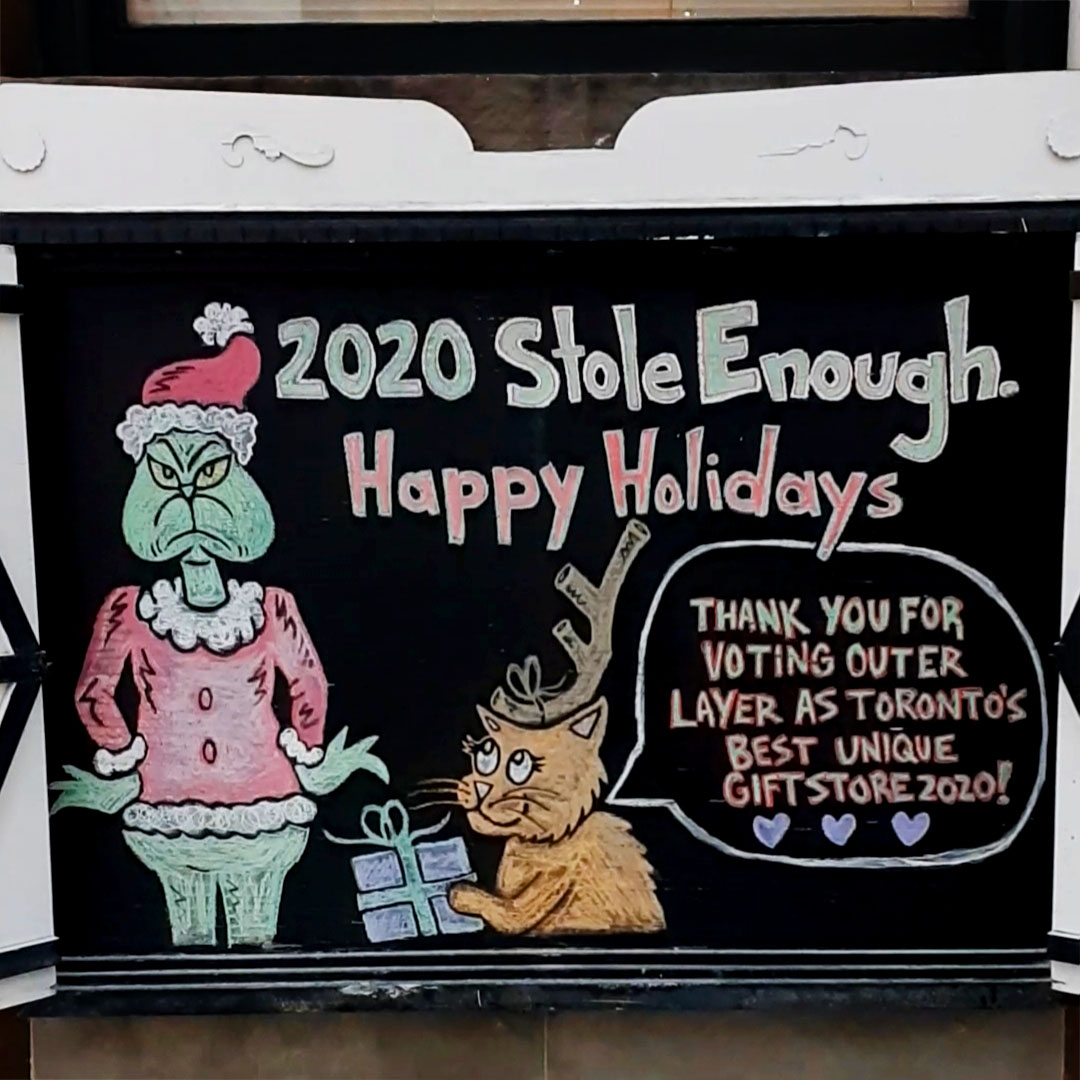 2020 Stole Enough.
Happy Holidays
THANK YOU FOR
VOTING OUTER
LAYER AS TORONTO'S
BEST UNIQUE
GIFTSTORE 2020!